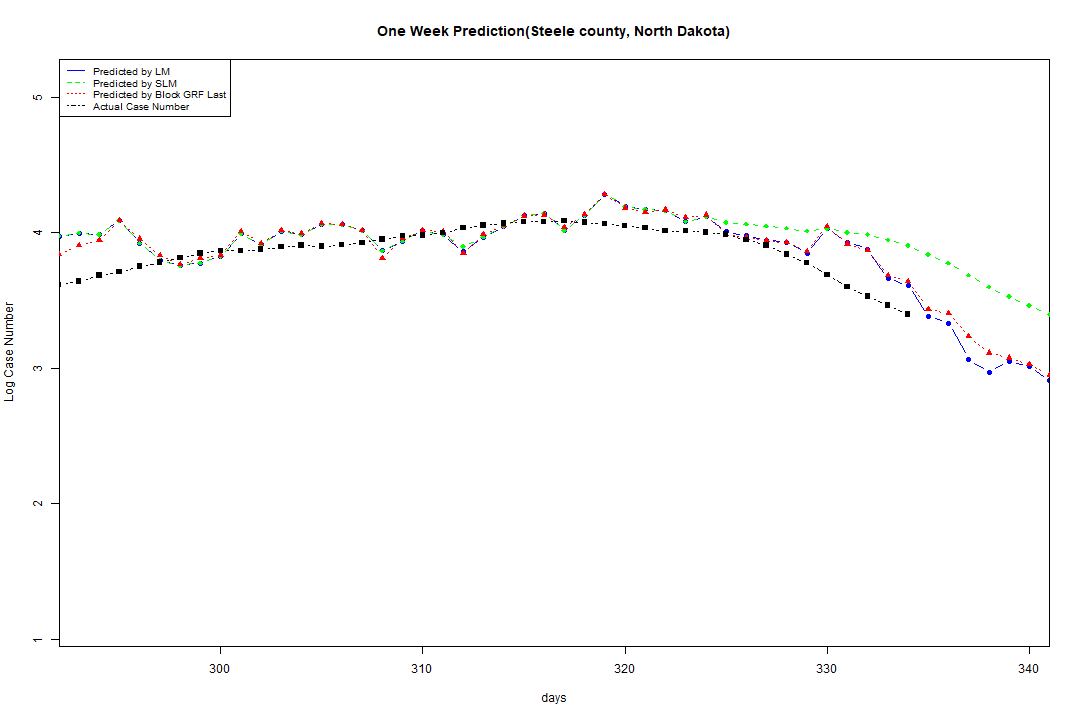 One Week Prediction(Steele county, North Dakota)
Predicted by LM
Predicted by SLM
Predicted by Block GRF Last
Actual Case Number
5
4
3
2
1
Log Case Number
300 310 320 330 340
days